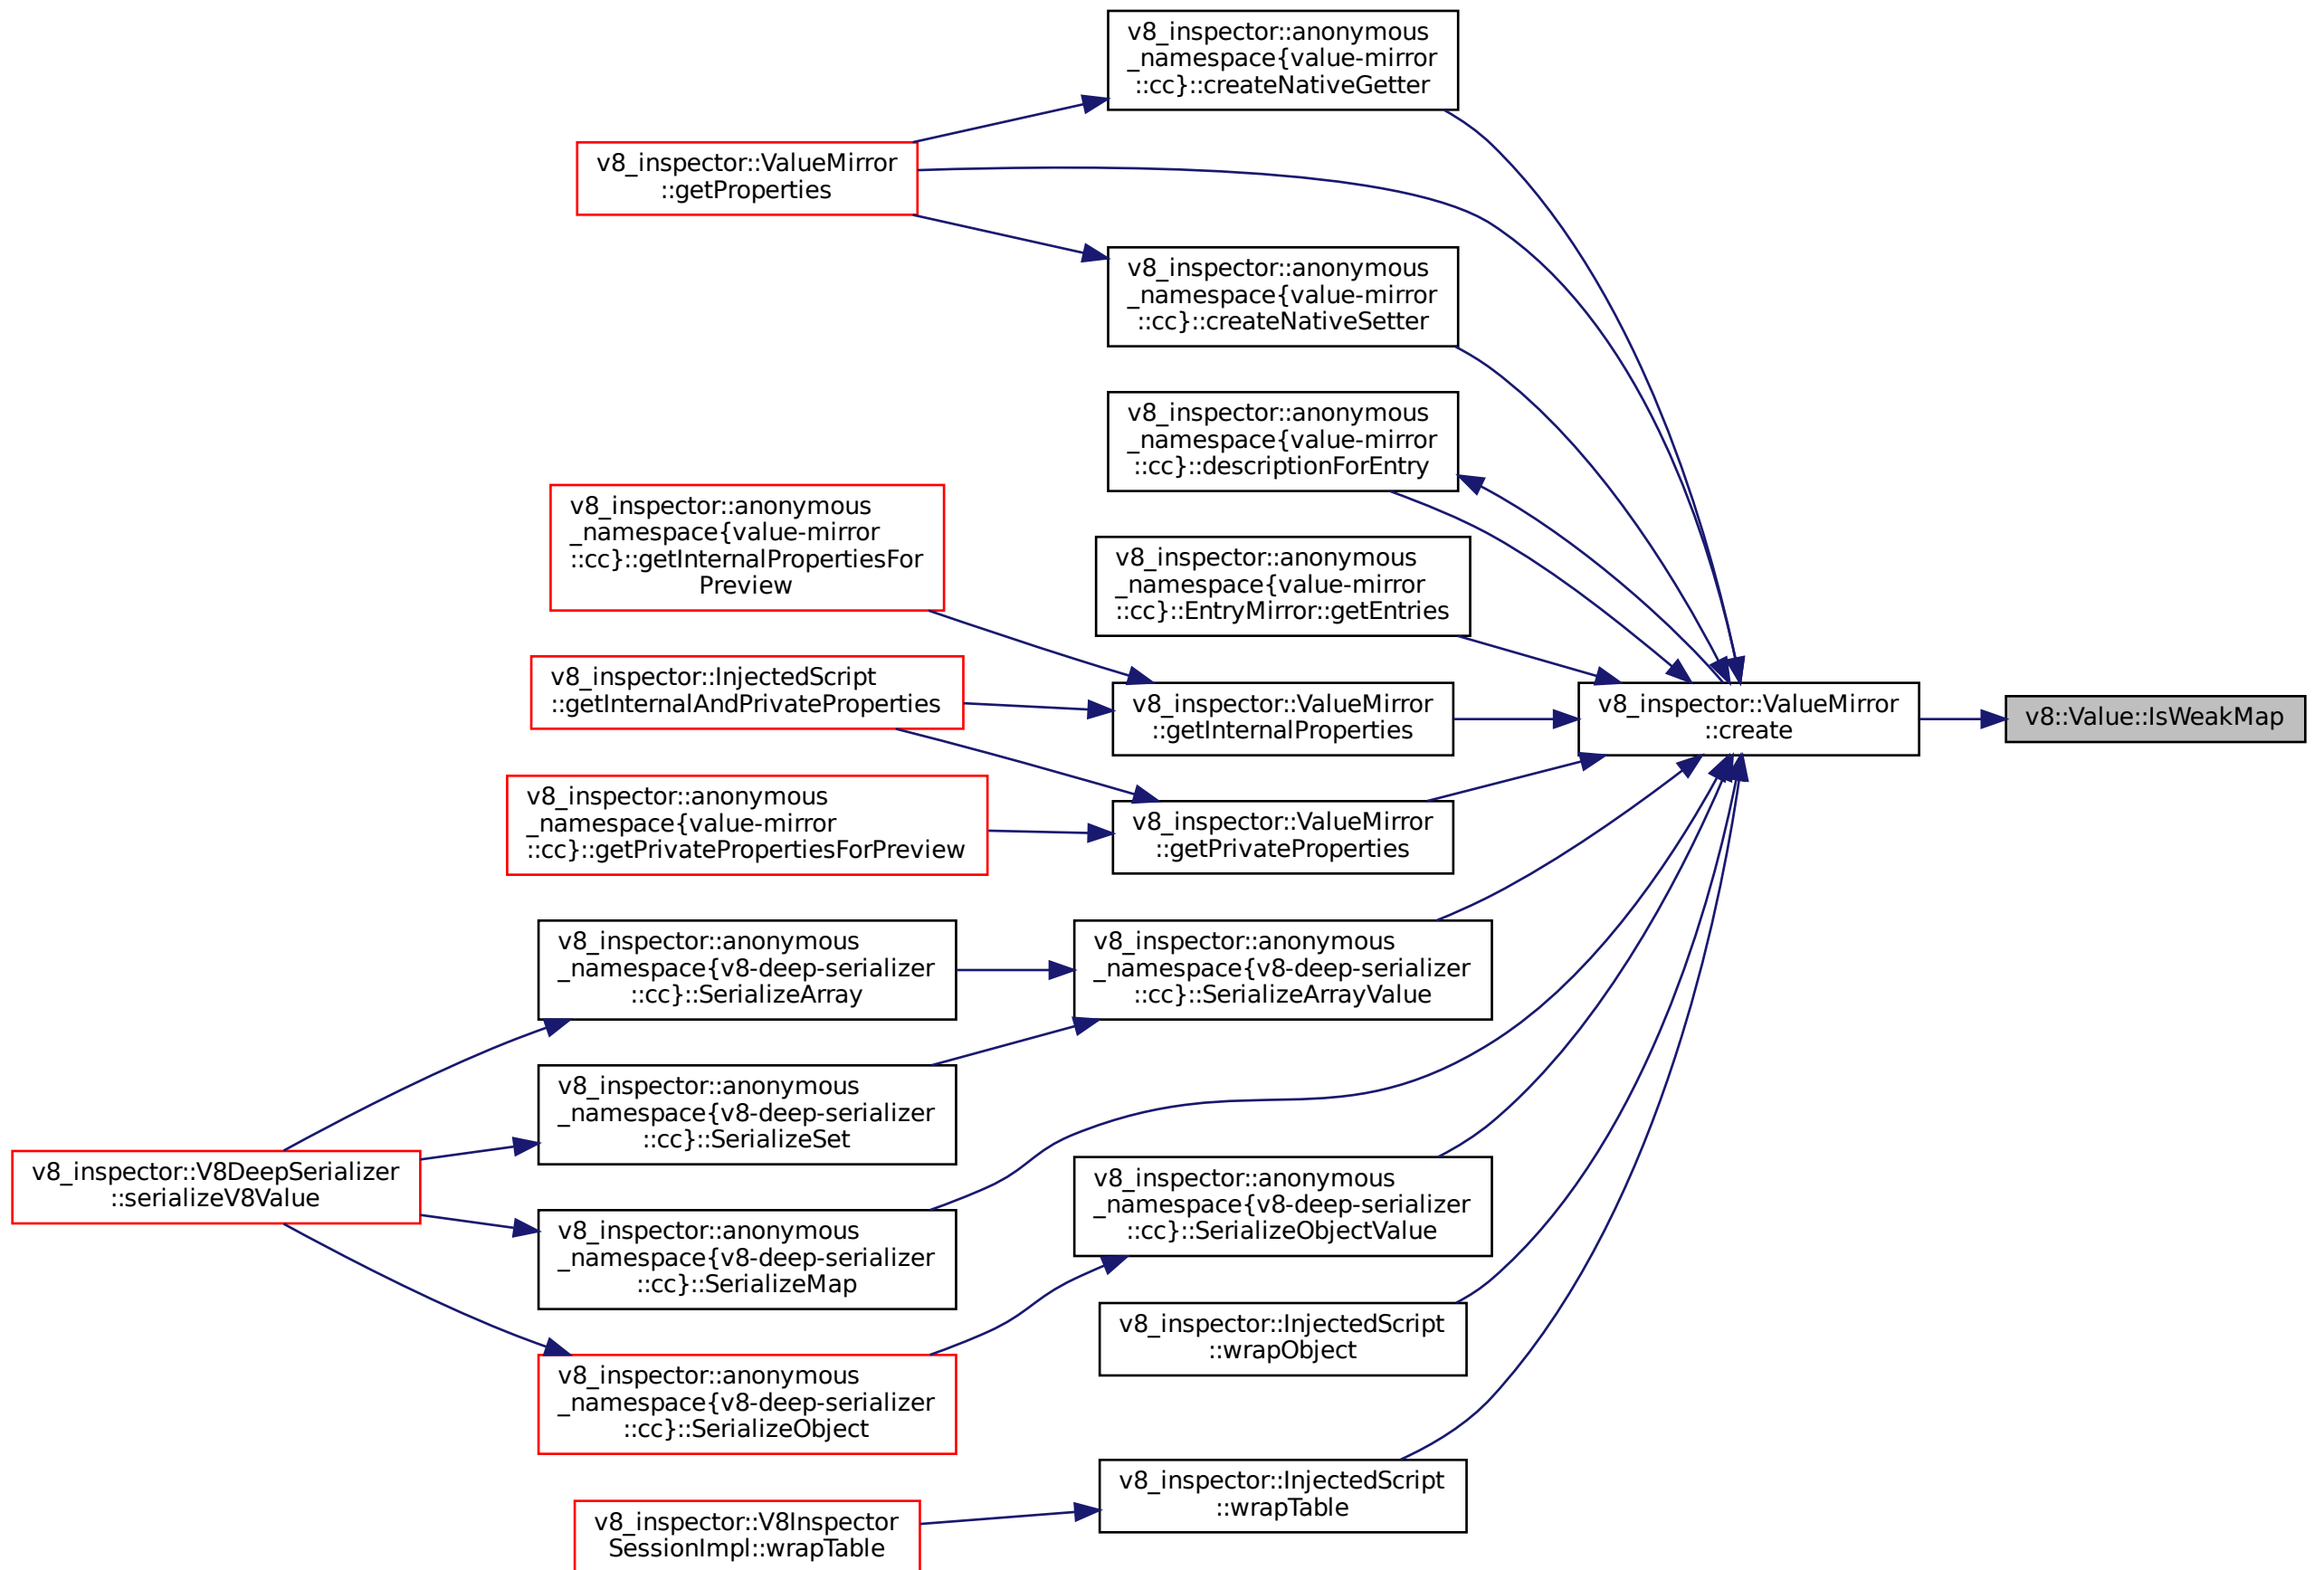 v8_inspector::anonymous
_namespace{value-mirror
::cc}::createNativeGetter
v8_inspector::ValueMirror
::getProperties
v8_inspector::anonymous
_namespace{value-mirror
::cc}::createNativeSetter
v8_inspector::anonymous
_namespace{value-mirror
::cc}::descriptionForEntry
v8_inspector::anonymous
_namespace{value-mirror
::cc}::getInternalPropertiesFor
Preview
v8_inspector::anonymous
_namespace{value-mirror
::cc}::EntryMirror::getEntries
v8_inspector::InjectedScript
::getInternalAndPrivateProperties
v8_inspector::ValueMirror
::getInternalProperties
v8_inspector::ValueMirror
::create
v8::Value::IsWeakMap
v8_inspector::anonymous
_namespace{value-mirror
::cc}::getPrivatePropertiesForPreview
v8_inspector::ValueMirror
::getPrivateProperties
v8_inspector::anonymous
_namespace{v8-deep-serializer
::cc}::SerializeArray
v8_inspector::anonymous
_namespace{v8-deep-serializer
::cc}::SerializeArrayValue
v8_inspector::anonymous
_namespace{v8-deep-serializer
::cc}::SerializeSet
v8_inspector::V8DeepSerializer
::serializeV8Value
v8_inspector::anonymous
_namespace{v8-deep-serializer
::cc}::SerializeObjectValue
v8_inspector::anonymous
_namespace{v8-deep-serializer
::cc}::SerializeMap
v8_inspector::InjectedScript
::wrapObject
v8_inspector::anonymous
_namespace{v8-deep-serializer
::cc}::SerializeObject
v8_inspector::InjectedScript
::wrapTable
v8_inspector::V8Inspector
SessionImpl::wrapTable